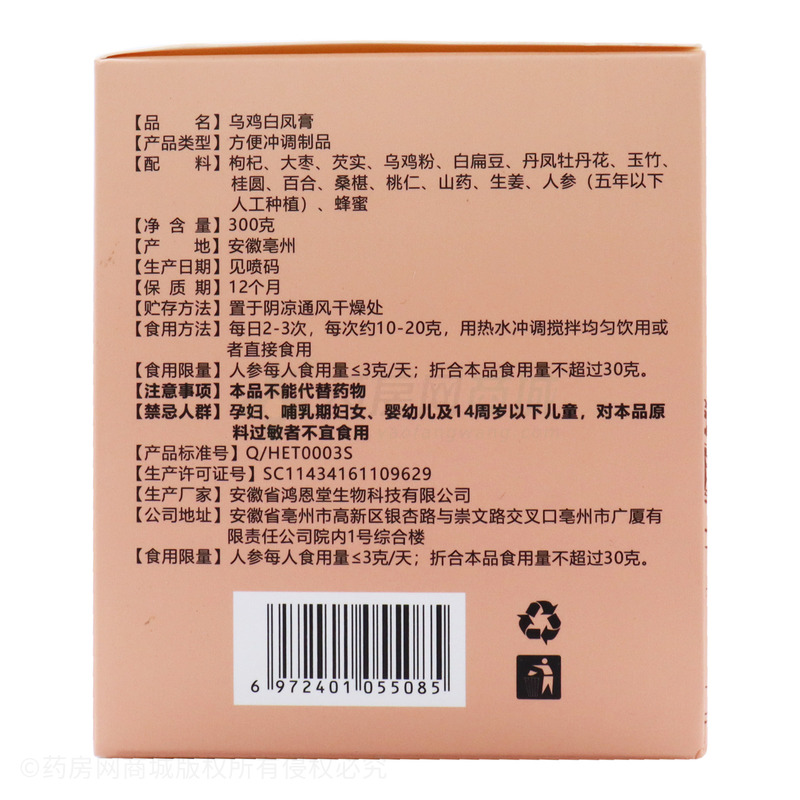 【品 名】乌鸡白凤膏
【产品类型】方便冲调制品
【配 料】枸杞、大枣、芡实、乌鸡粉、白扁豆、丹凤牡丹花、玉竹、
桂圆、百合、桑椹、桃仁、山药、生姜、人参（五年以下
人工种植）、蜂蜜
【净 含 量】300克
【产 地】安徽亳州
【生产日期】见喷码
【保 质 期】12个月
【贮存方法】置于阴凉通风干燥处
【食用方法】每日2-3次，每次约10-20克，用热水冲调搅拌均匀饮用或
者直接食用
【食用限量】人参每人食用量≤3克/天；折合本品食用量不超过30克。
【注意事项】本品不能代替药物
【禁忌人群】孕妇、哺乳期妇女、婴幼儿及14周岁以下儿童，对本品原
料过敏者不宜食用
【产品标准号】Q/HET0003S
【生产许可证号】SC11434161109629
【生产厂家】安徽省鸿恩堂生物科技有限公司
【公司地址】安徽省亳州市高新区银杏路与崇文路交叉口亳州市广厦有
限责任公司院内1号综合楼
【食用限量】人参每人食用量≤3克/天；折合本品食用量不超过30克。
6 972401 055085
©药房网商城版权所有侵权必究